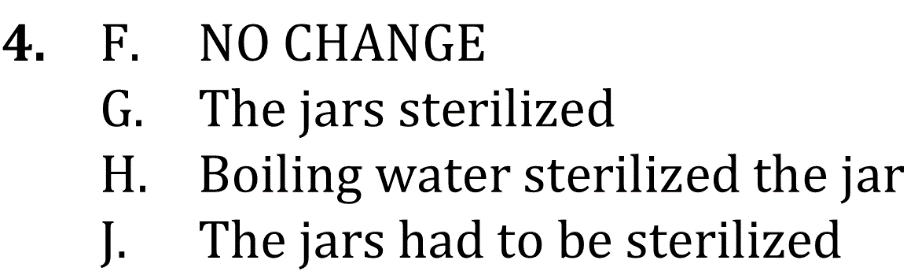 4. F. NO CHANGE
G. The jars sterilized
H. Boiling water sterilized the jar
J. The jars had to be sterilized